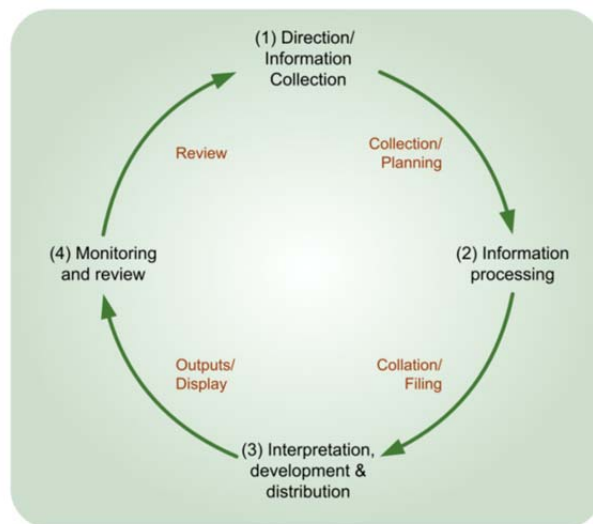 (1) Direction/
Information
Collection
Review
Collection/
Planning
(4) Monitoring
and review
(2) Information
processing
Outputs/
Display
Collation/
Filing
(3) Interpretation,
development &
distribution